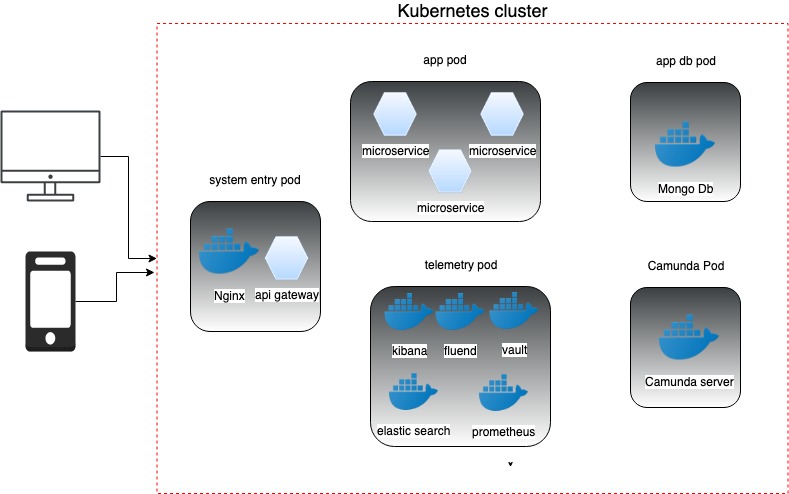 Kubernetes cluster
app pod
microservice
microservice
microservice
app db pod
Mongo Db
system entry pod
Nginx
api gateway
telemetry pod
kibana
fluend
vault
elastic search
prometheus
Camunda Pod
Camunda server